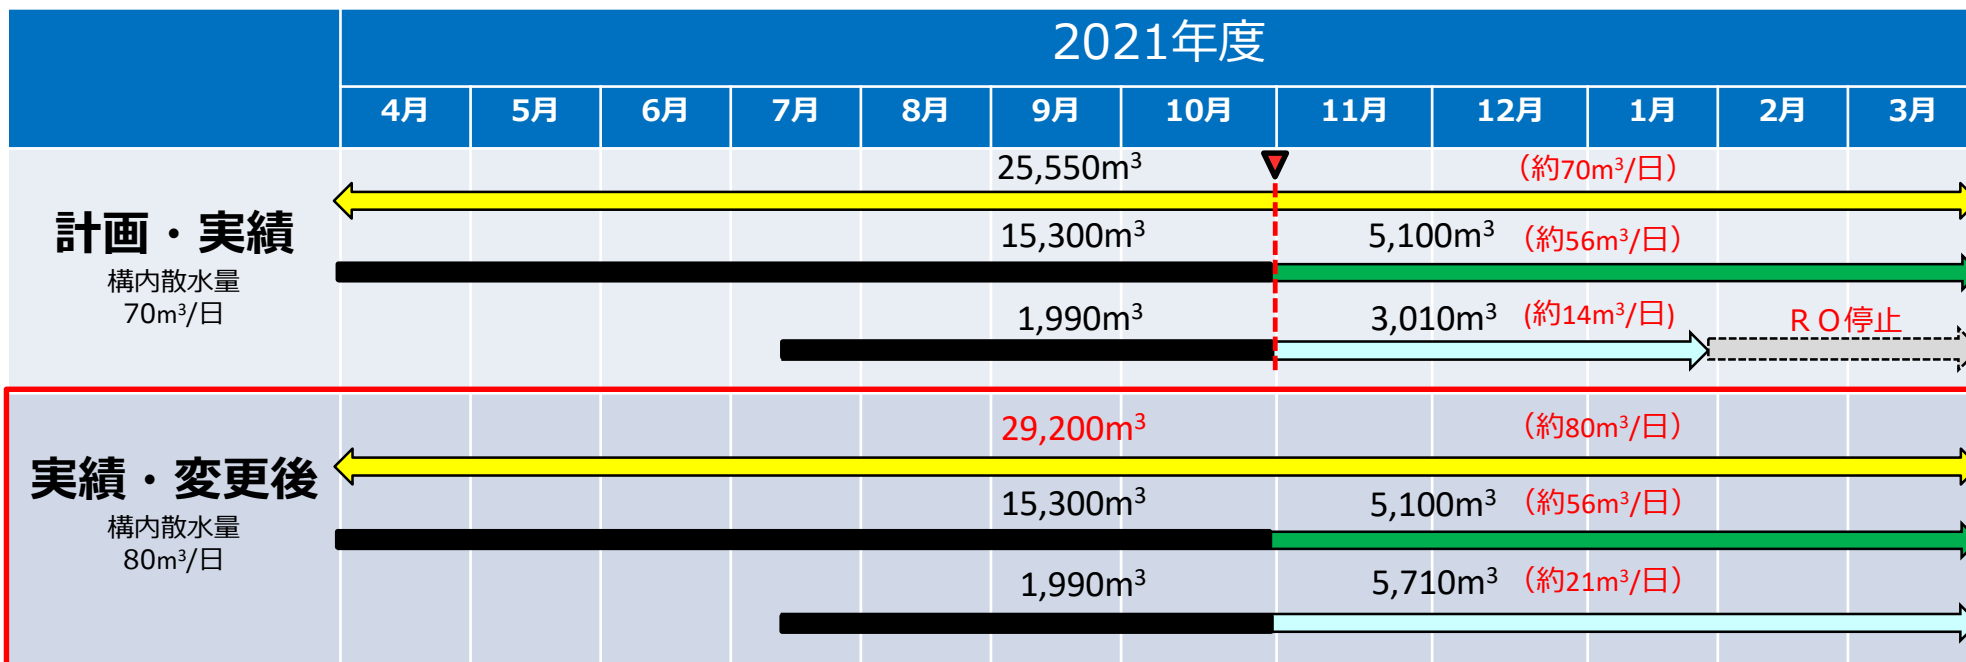 2021年度
4月 5月 6月 7月 8月 9月 10月 11月 12月 1月 2月 3月
計画・実績
構内散水量
70m³/日
25,550m³ （約70m³/日）
15,300m³ 5,100m³ （約56m³/日）
1,990m³ 3,010m³ (約14m³/日) ＲＯ停止
実績・変更後
構内散水量
80m³/日
29,200m³ （約80m³/日）
15,300m³ 5,100m³ （約56m³/日）
1,990m³ 5,710m³ （約21m³/日）